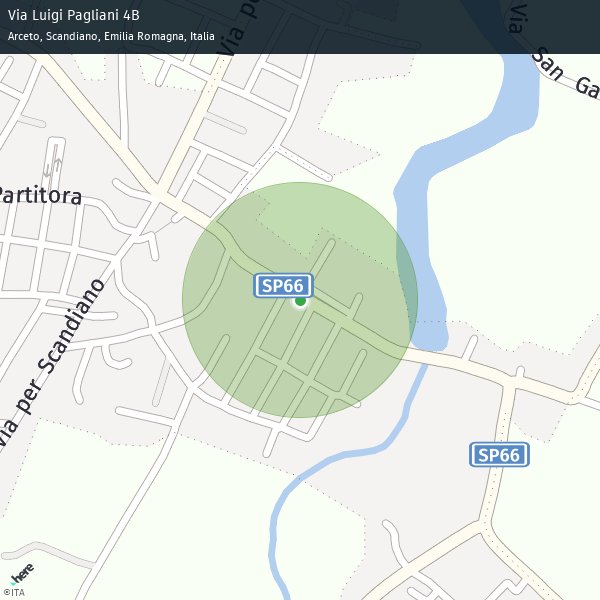 Via Luigi Pagliani 4B
Arceto, Scandiano, Emilia Romagna, Italia
Via pe
Via San Ga
Partitora
SP66
Via per Scandiano
SP66
here
©ITA